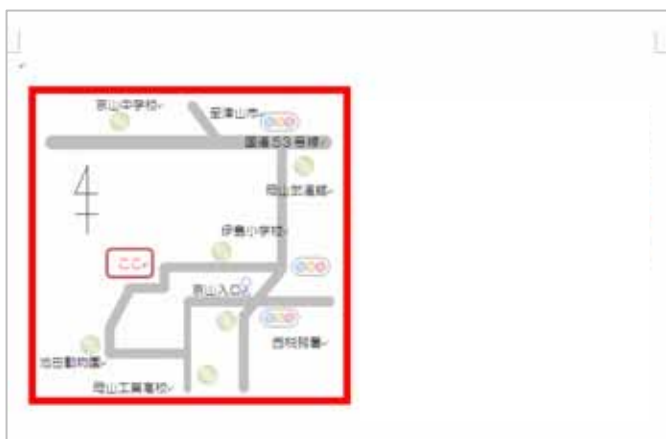 京山中学校
至津山市
国道53号線
岡山武道館
伊島小学校
ここ
京山入口
西税務署
池田動物園
岡山工業高校